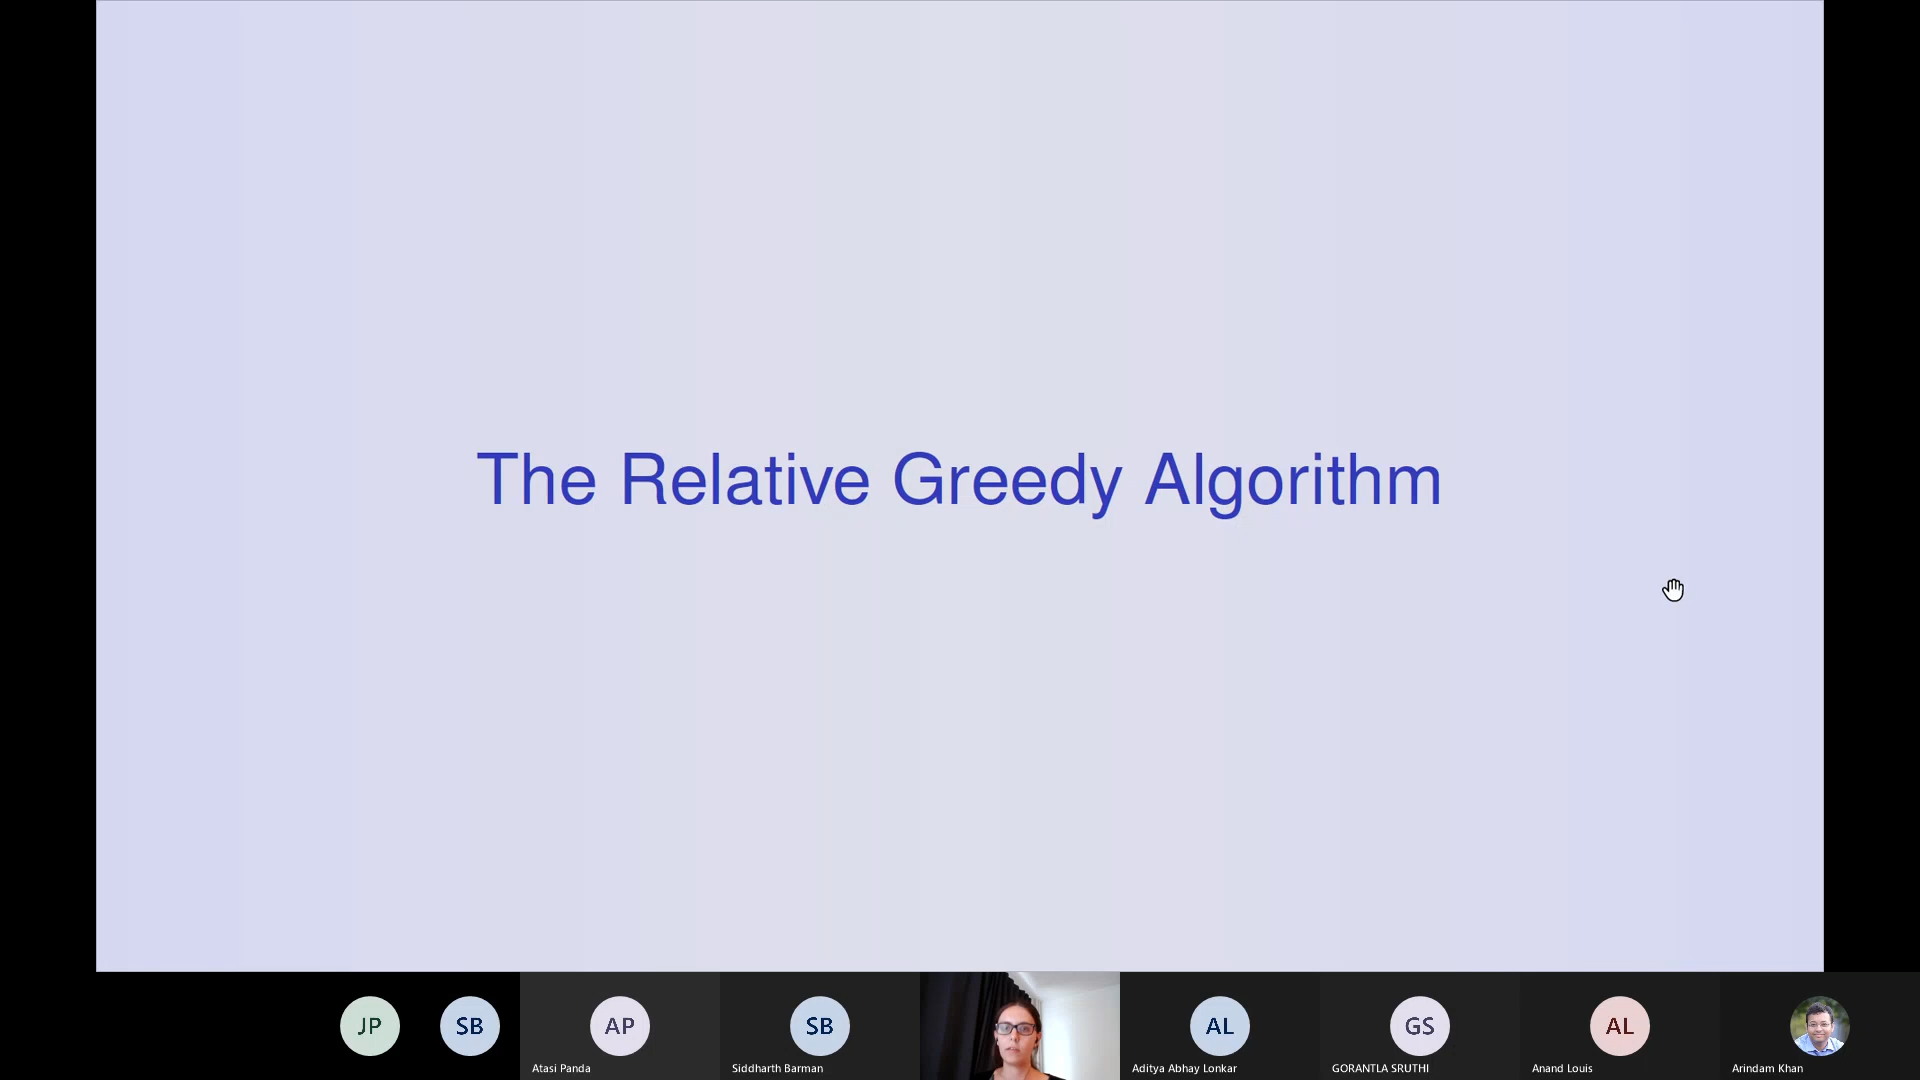 The Relative Greedy Algorithm
JP
SB
AP
SB
AL
GS
AL
Atasi Panda
Siddharth Barman
Aditya Abhay Lonkar
GORANTLA SRUTHI
Anand Louis
Arindam Khan